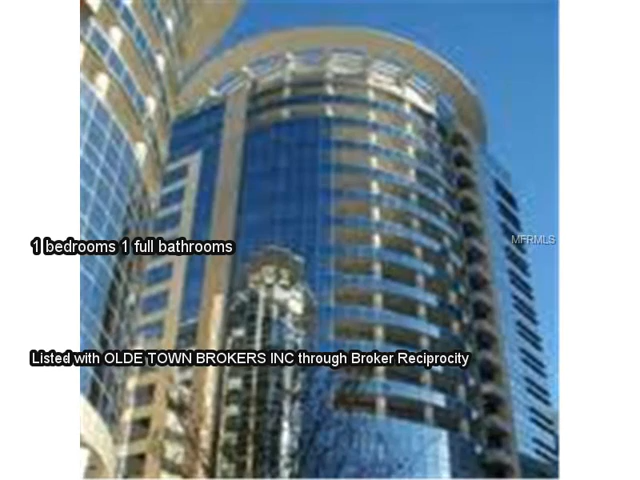 MFRMLS
1 bedrooms 1 full bathrooms
Listed with OLDE TOWN BROKERS INC through Broker Reciprocity